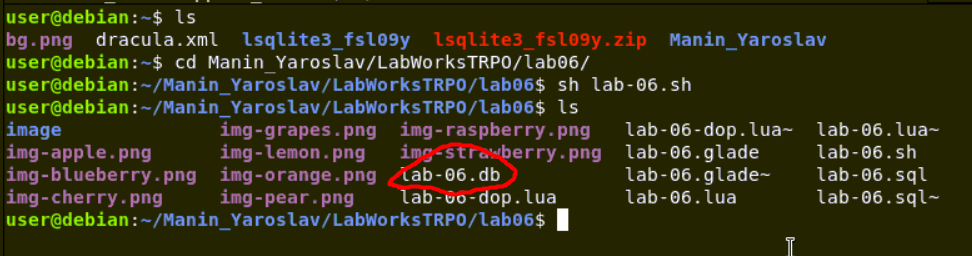 user@debian:~$ ls
bg.png  dracula.xml  lsqlite3_fsl09y  lsqlite3_fsl09y.zip  Manin_Yaroslav
user@debian:~$ cd Manin_Yaroslav/LabWorksTRPO/lab06/
user@debian:~/Manin_Yaroslav/LabWorksTRPO/lab06$ sh lab-06.sh
user@debian:~/Manin_Yaroslav/LabWorksTRPO/lab06$ ls
image  img-grapes.png  img-raspberry.png  lab-06-dop.lua~  lab-06.lua~
img-apple.png  img-lemon.png  img-strawberry.png  lab-06.glade  lab-06.sh
img-blueberry.png  img-orange.png  lab-06.db  lab-06.glade~  lab-06.sql
img-cherry.png  img-pear.png  lab-06-dop.lua  lab-06.lua  lab-06.sql~
user@debian:~/Manin_Yaroslav/LabWorksTRPO/lab06$